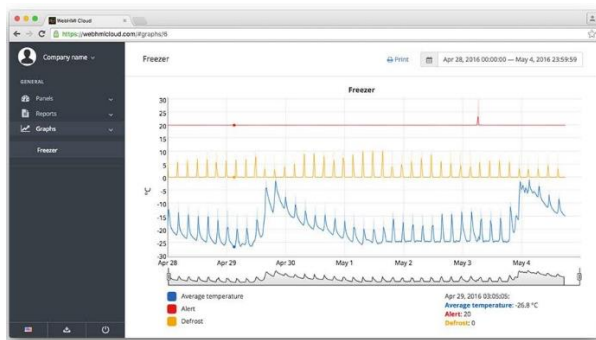 WebHMI Cloud
https://webhmicloud.com/#graphs/6
Company name
Freezer
Print
Apr 28, 2016 00:00:00 — May 4, 2016 23:59:59
GENERAL
Panels
Reports
Graphs
Freezer
Freezer
30
25
20
15
10
5
0
-5
-10
-15
-20
-25
-30
°C
Apr 28
Apr 29
Apr 30
May 1
May 2
May 3
May 4
Average temperature
Alert
Defrost
Apr 29, 2016 03:05:05:
Average temperature: -26.8 °C
Alert: 20
Defrost: 0